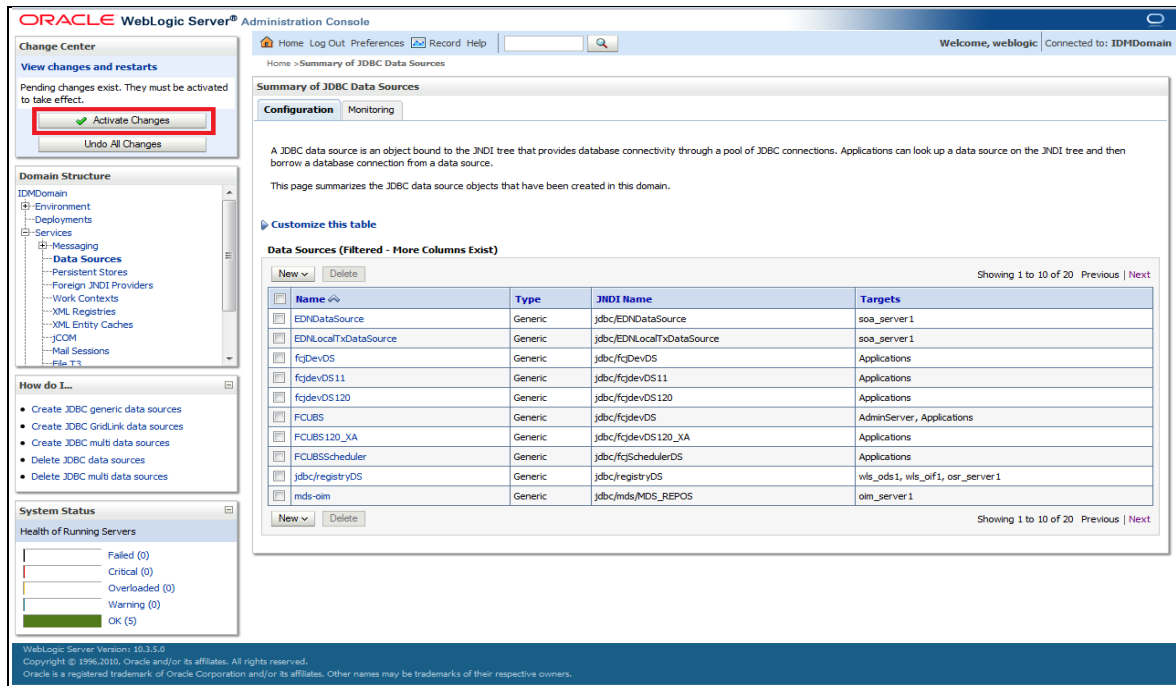 ORACLE WebLogic Server® Administration Console
Change Center
View changes and restarts
Pending changes exist. They must be activated
to take effect.
Activate Changes
Undo All Changes
Domain Structure
IDMDomain
Environment
Deployments
Services
Messaging
Data Sources
Persistent Stores
Foreign JNDI Providers
Work Contexts
XML Registries
XML Entity Caches
jCOM
Mail Sessions
File T3
How do I...
Create JDBC generic data sources
Create JDBC GridLink data sources
Create JDBC multi data sources
Delete JDBC data sources
Delete JDBC multi data sources
System Status
Health of Running Servers
Failed (0)
Critical (0)
Overloaded (0)
Warning (0)
OK (5)
Home Log Out Preferences Record Help
Welcome, weblogic Connected to: IDMDomain
Home >Summary of JDBC Data Sources
Summary of JDBC Data Sources
Configuration Monitoring
A JDBC data source is an object bound to the JNDI tree that provides database connectivity through a pool of JDBC connections. Applications can look up a data source on the JNDI tree and then
borrow a database connection from a data source.
This page summarizes the JDBC data source objects that have been created in this domain.
Customize this table
Data Sources (Filtered - More Columns Exist)
New Delete Showing 1 to 10 of 20 Previous | Next
Name Type JNDI Name Targets
EDNDataSource Generic jdbc/EDNDataSource soa_server1
EDNLocalTxDataSource Generic jdbc/EDNLocalTxDataSource soa_server1
fcjDevDS Generic jdbc/fcjDevDS Applications
fcjdevDS11 Generic jdbc/fcjdevDS11 Applications
fcjdevDS120 Generic jdbc/fcjdevDS120 Applications
FCUBS Generic jdbc/fcjdevDS AdminServer, Applications
FCUBS120_XA Generic jdbc/fcjdevDS120_XA Applications
FCUBSScheduler Generic jdbc/fcjSchedulerDS Applications
jdbc/registryDS Generic jdbc/registryDS wls_ods1, wls_oif1, osr_server1
mds-oim Generic jdbc/mds/MDS_REPOS oim_server1
New Delete Showing 1 to 10 of 20 Previous | Next
WebLogic Server Version: 10.3.5.0
Copyright © 1996,2010, Oracle and/or its affiliates. All rights reserved.
Oracle is a registered trademark of Oracle Corporation and/or its affiliates. Other names may be trademarks of their respective owners.